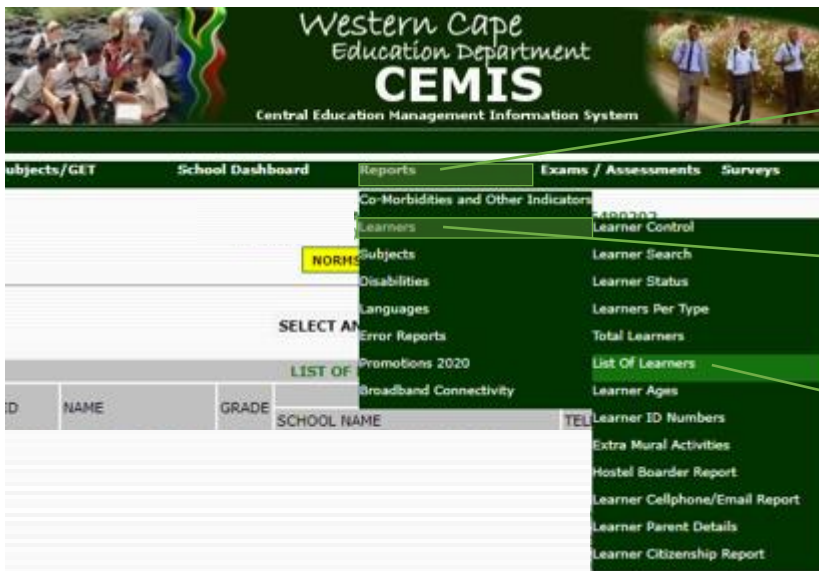 Western Cape
Education Department
CEMIS
Central Education Management Information System
ubjects/GET School Dashboard Reports Exams / Assessments Surveys
Co-Morbidities and Other Indicators
Learners
Subjects
Disabilities
Languages
Error Reports
Promotions 2020
Broadband Connectivity
Learner Control
Learner Search
Learner Status
Learners Per Type
Total Learners
List Of Learners
Learner Ages
Learner ID Numbers
Extra Mural Activities
Hostel Boarder Report
Learner Cellphone/Email Report
Learner Parent Details
Learner Citizenship Report
NORMS
SELECT AN
LIST OF
ID NAME GRADE SCHOOL NAME TEL